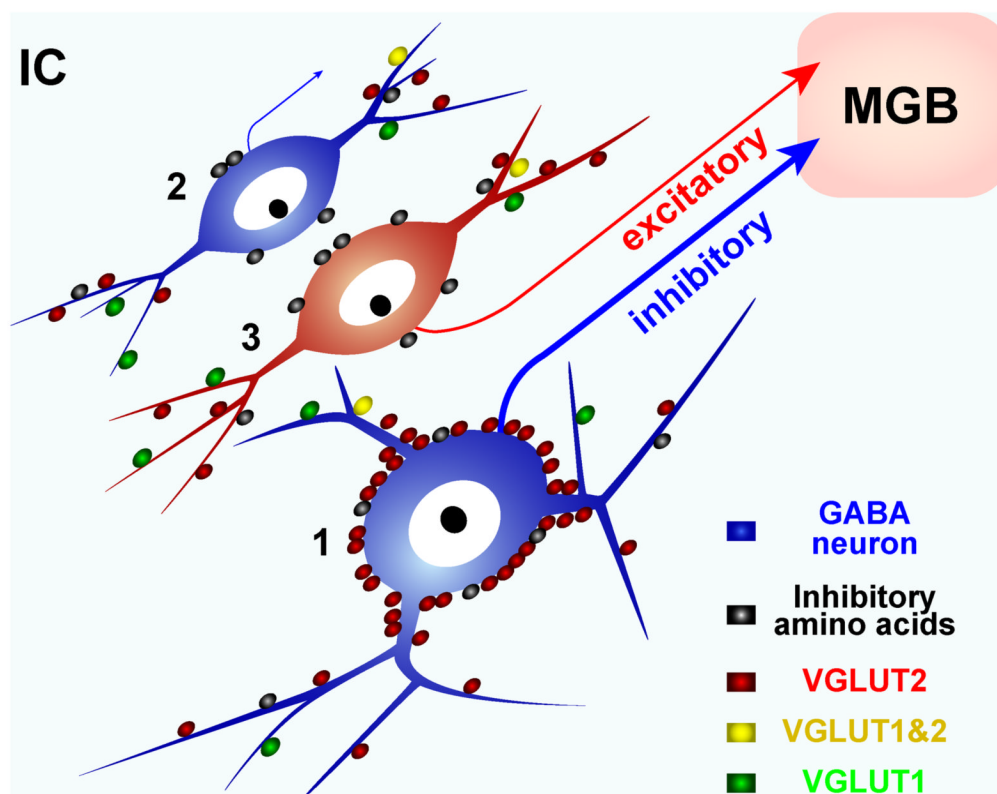 IC
MGB
2
excitatory
inhibitory
3
1
GABA
neuron
Inhibitory
amino acids
VGLUT2
VGLUT1&2
VGLUT1